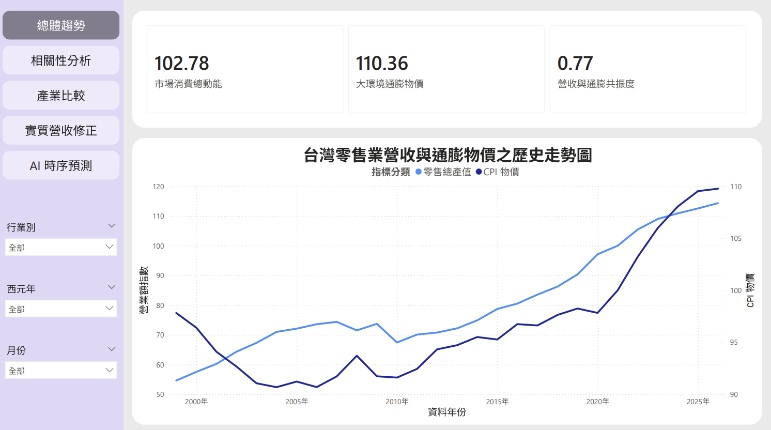 總體趨勢
相關性分析
產業比較
實質營收修正
AI 時序預測
行業別
全部
西元年
全部
月份
全部
102.78
市場消費總動能
110.36
大環境通膨物價
0.77
營收與通膨共振度
台灣零售業營收與通膨物價之歷史走勢圖
指標分類 零售總產值 CPI 物價
營業額指數
120
110
100
90
80
70
60
50
110
105
100
95
90
CPI 物價
2000年 2005年 2010年 2015年 2020年 2025年
資料年份